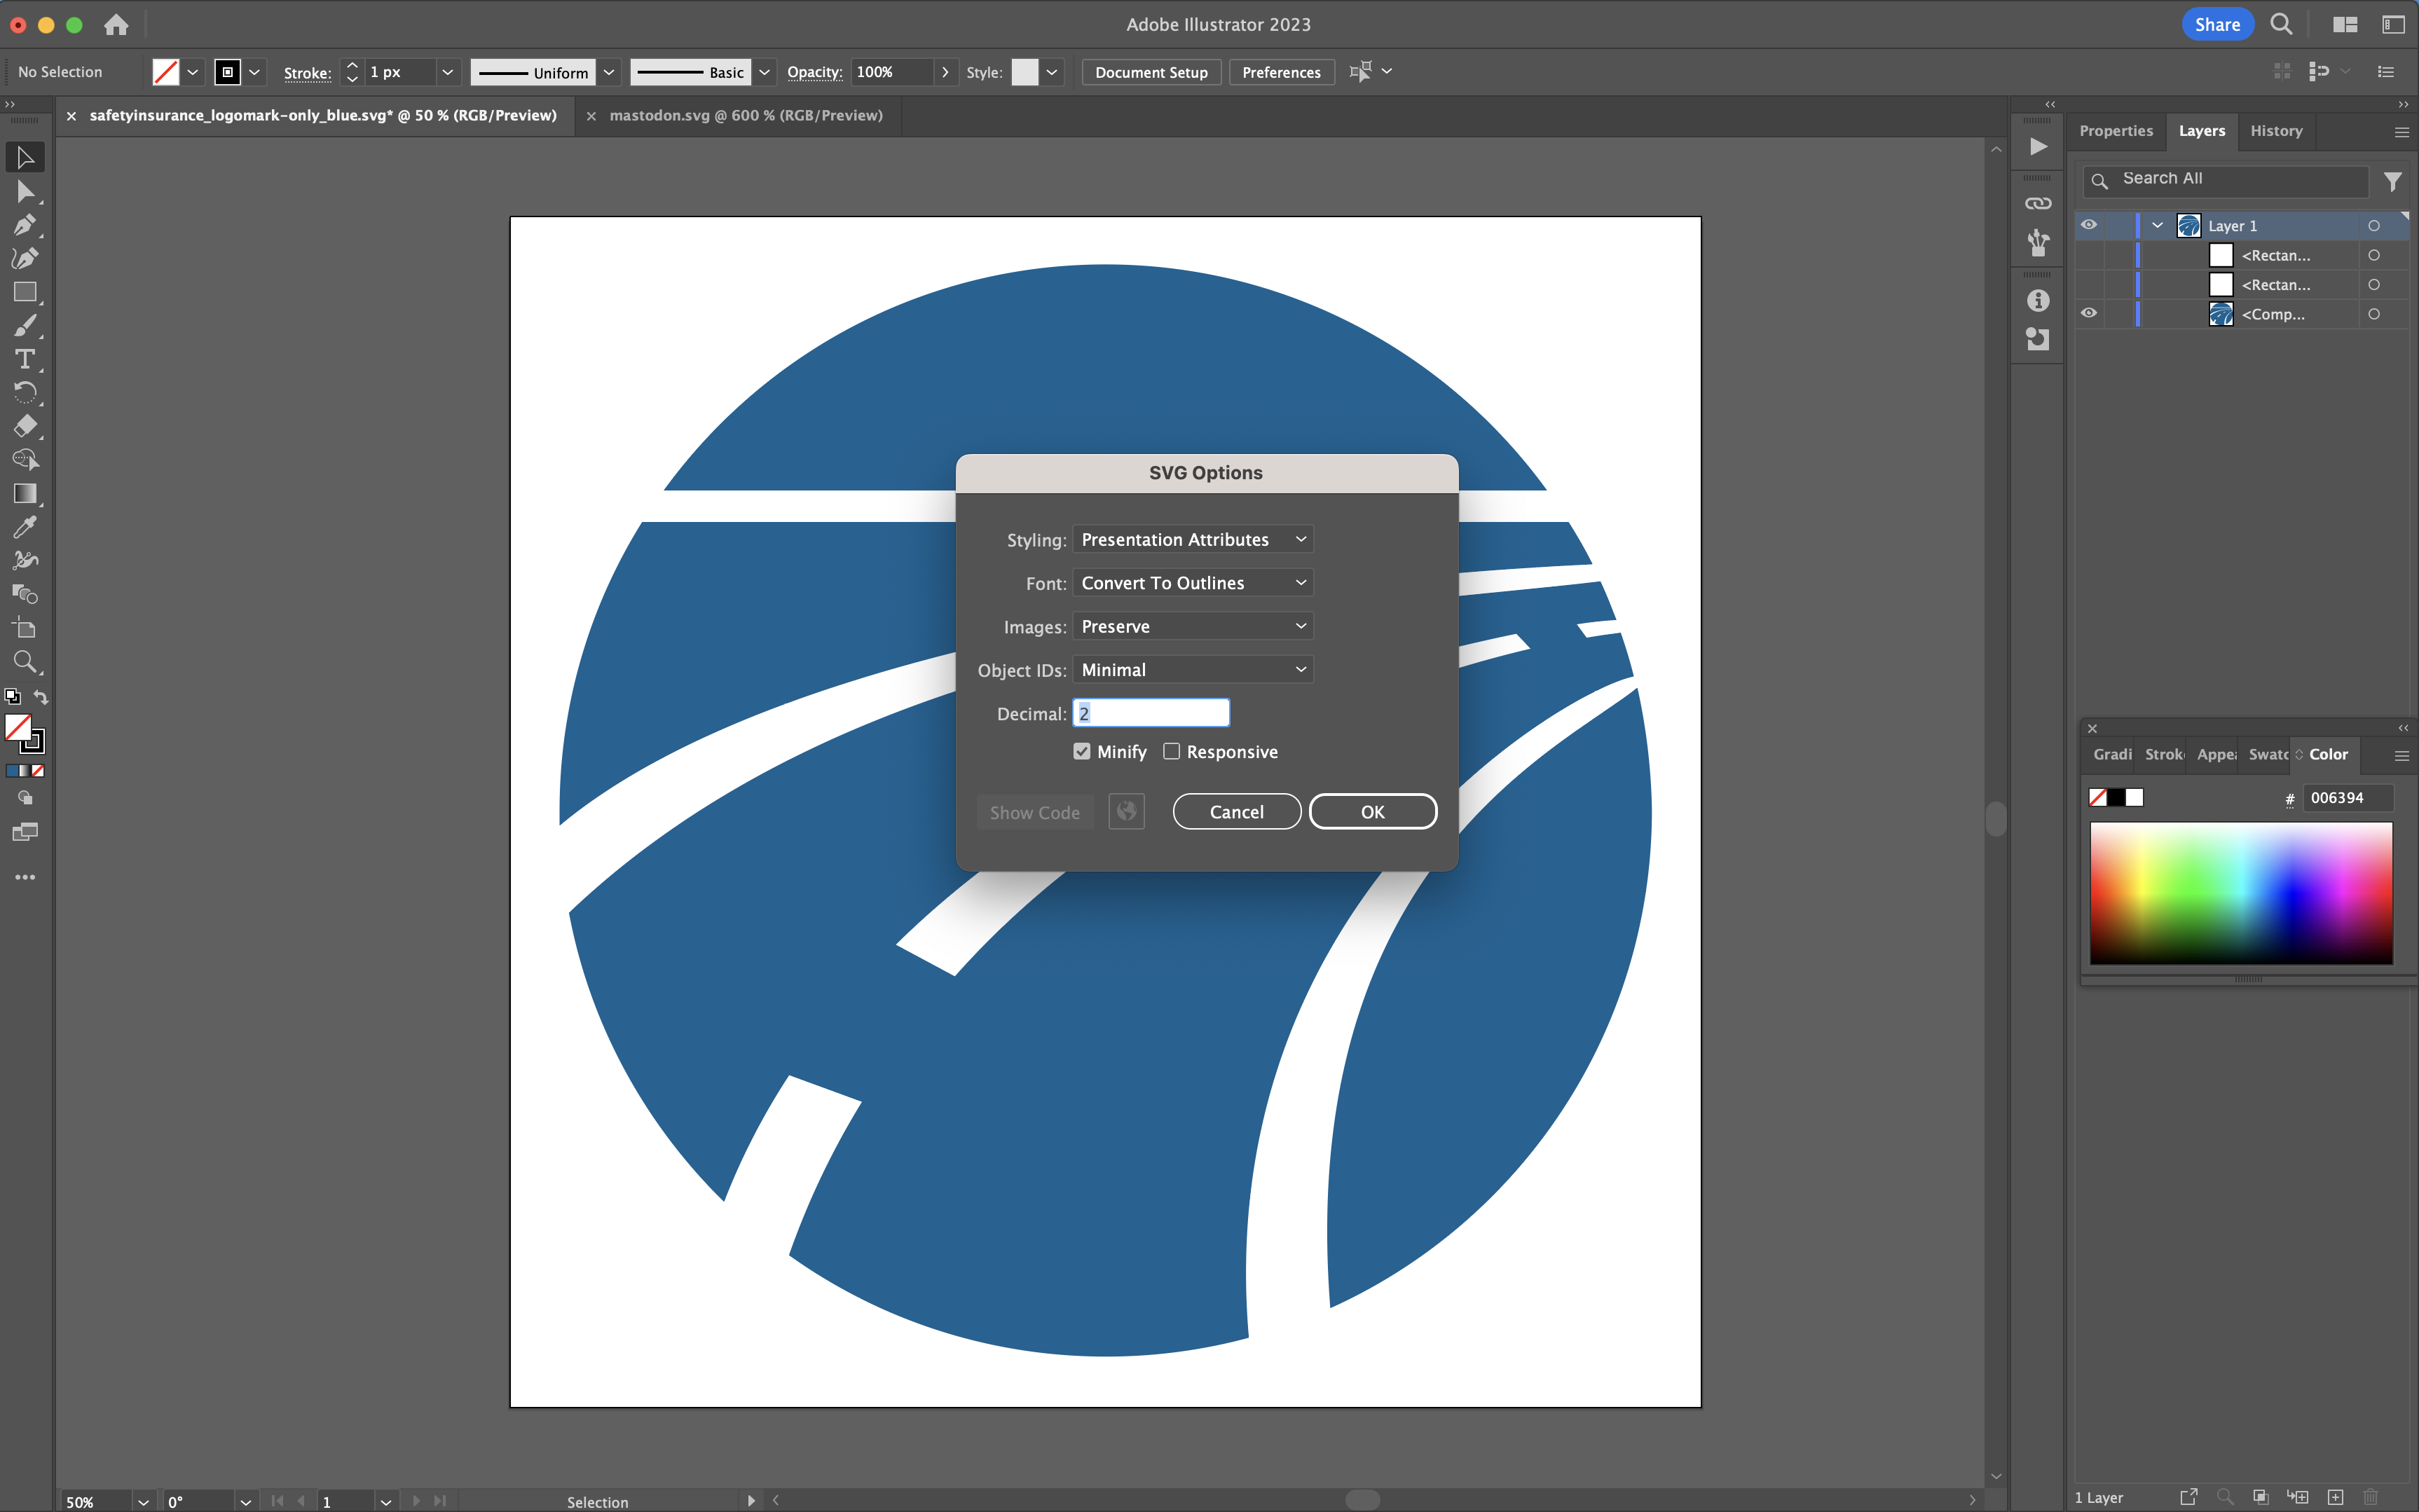 Adobe Illustrator 2023
Share
No Selection
Stroke:
1 px
Uniform
Basic
Opacity:
100%
Style:
Document Setup
Preferences
safetyinsurance_logomark-only_blue.svg* @ 50 % (RGB/Preview)
mastodon.svg @ 600 % (RGB/Preview)
Properties
Layers
History
Search All
Layer 1
<Rectan...
<Rectan...
<Comp...
SVG Options
Styling:
Presentation Attributes
Font:
Convert To Outlines
Images:
Preserve
Object IDs:
Minimal
Decimal:
2
Minify
Responsive
Show Code
Cancel
OK
Gradi
Strok
Appea
Swatc
Color
#
006394
50%
0°
1
Selection
1 Layer